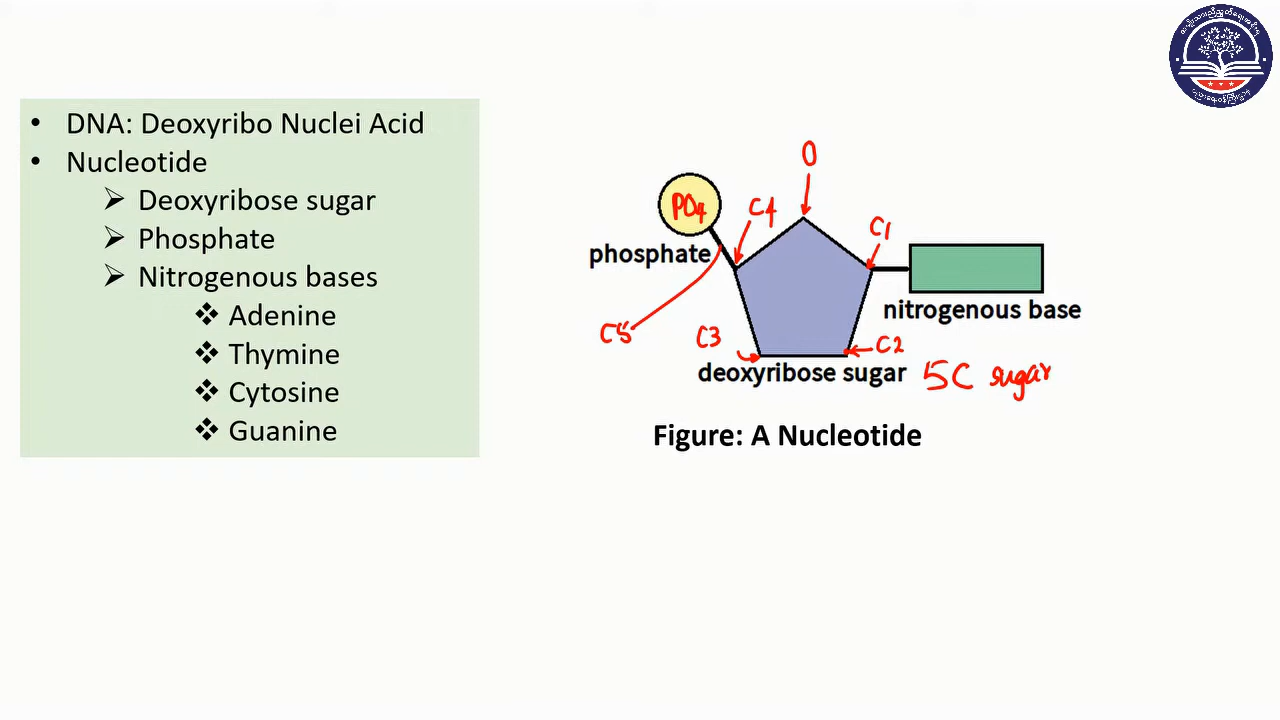 • DNA: Deoxyribo Nuclei Acid
• Nucleotide
➢ Deoxyribose sugar
➢ Phosphate
➢ Nitrogenous bases
❖ Adenine
❖ Thymine
❖ Cytosine
❖ Guanine
O
PO4
C4
C1
phosphate
nitrogenous base
C5
C3
C2
deoxyribose sugar
5C sugar
Figure: A Nucleotide